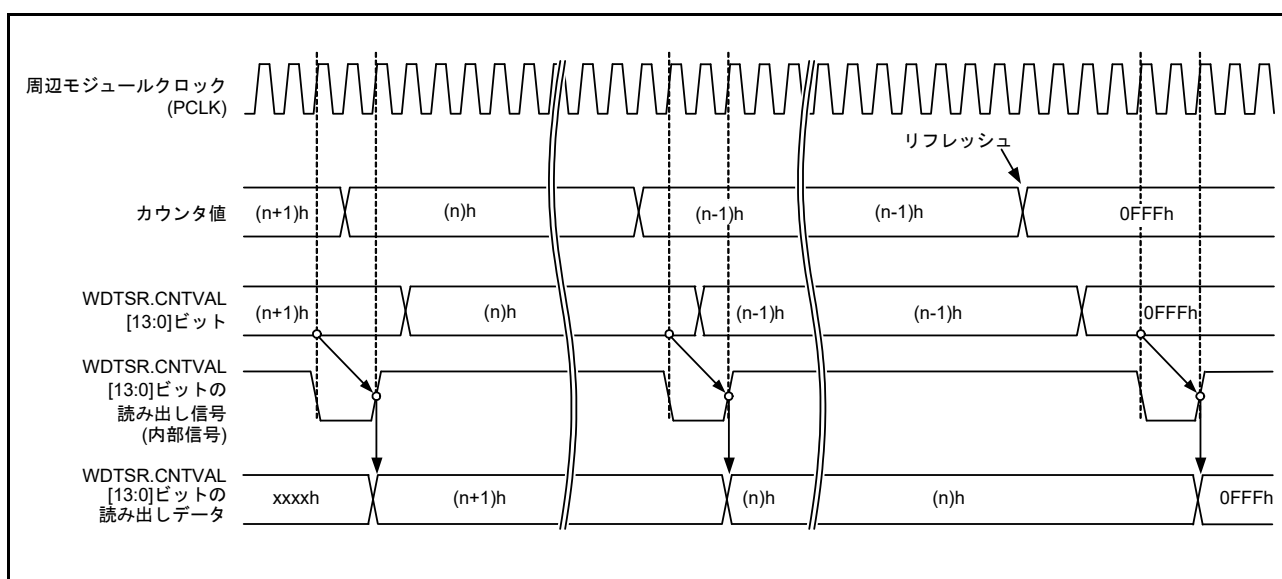 周辺モジュールクロック
(PCLK)
リフレッシュ
カウンタ値
(n+1)h
(n)h
(n-1)h
(n-1)h
0FFFh
WDTSR.CNTVAL
[13:0]ビット
(n+1)h
(n)h
(n-1)h
(n-1)h
0FFFh
WDTSR.CNTVAL
[13:0]ビットの
読み出し信号
(内部信号)
WDTSR.CNTVAL
[13:0]ビットの
読み出しデータ
xxxxh
(n+1)h
(n)h
(n)h
0FFFh